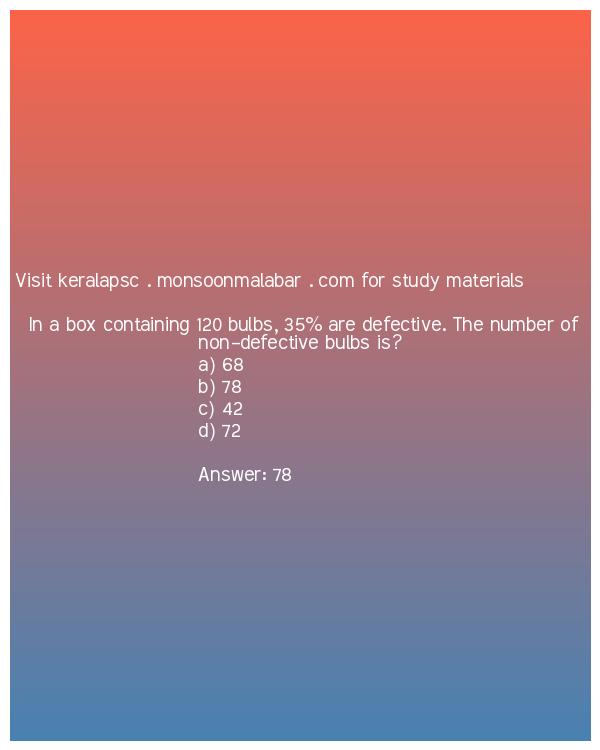 Visit keralapsc . monsoonmalabar . com for study materials
In a box containing 120 bulbs, 35% are defective. The number of
non-defective bulbs is?
a) 68
b) 78
c) 42
d) 72
Answer: 78